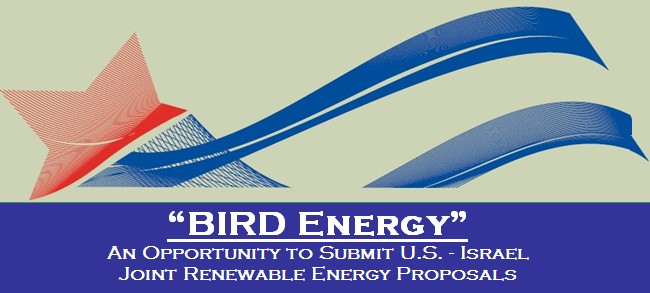 “BIRD Energy”
An Opportunity to Submit U.S. - Israel
Joint Renewable Energy Proposals